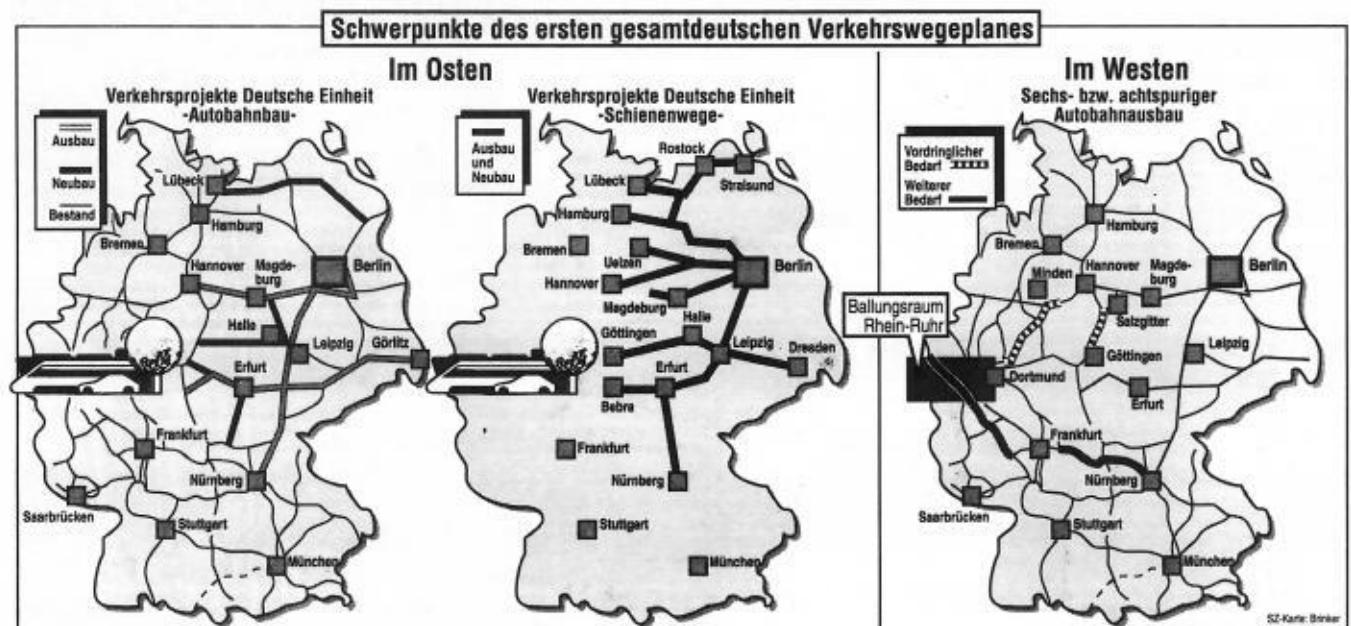 Schwerpunkte des ersten gesamtdeutschen Verkehrswegeplanes
Im Osten
Verkehrsprojekte Deutsche Einheit
-Autobahnbau-
Ausbau
Neubau
Bestand
Lübeck
Hamburg
Bremen
Hannover
Magde-
burg
Berlin
Halle
Leipzig
Görlitz
Erfurt
Frankfurt
Nürnberg
Saarbrücken
Stuttgart
München
Verkehrsprojekte Deutsche Einheit
-Schienenwege-
Ausbau
und
Neubau
Rostock
Stralsund
Lübeck
Hamburg
Bremen
Uelzen
Berlin
Hannover
Magdeburg
Halle
Göttingen
Leipzig
Dresden
Erfurt
Bebra
Frankfurt
Nürnberg
Stuttgart
München
Im Westen
Sechs- bzw. achtspuriger
Autobahnausbau
Vordringlicher
Bedarf
Weiterer
Bedarf
Hamburg
Bremen
Minden
Hannover
Magde-
burg
Berlin
Ballungsraum
Rhein-Ruhr
Salzgitter
Göttingen
Leipzig
Dortmund
Erfurt
Frankfurt
Nürnberg
Saarbrücken
Stuttgart
München
SZ-Karte: Brinker